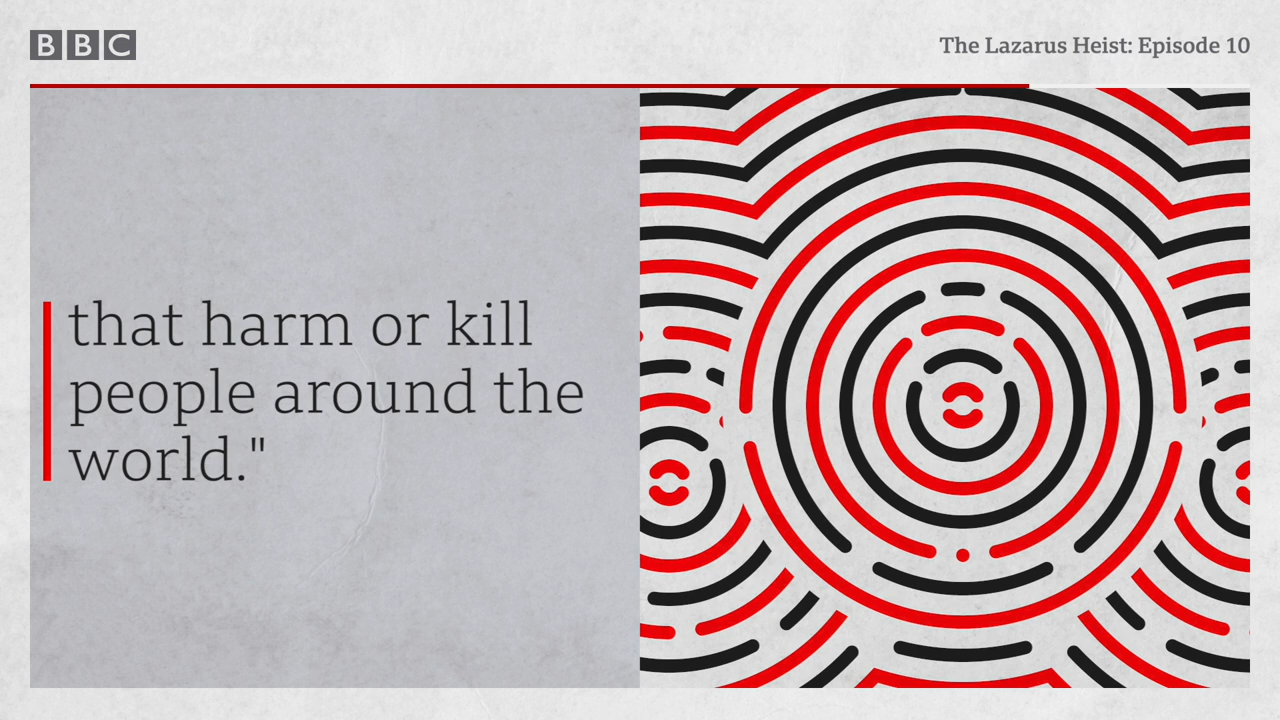 BBC
The Lazarus Heist: Episode 10
that harm or kill
people around the
world."